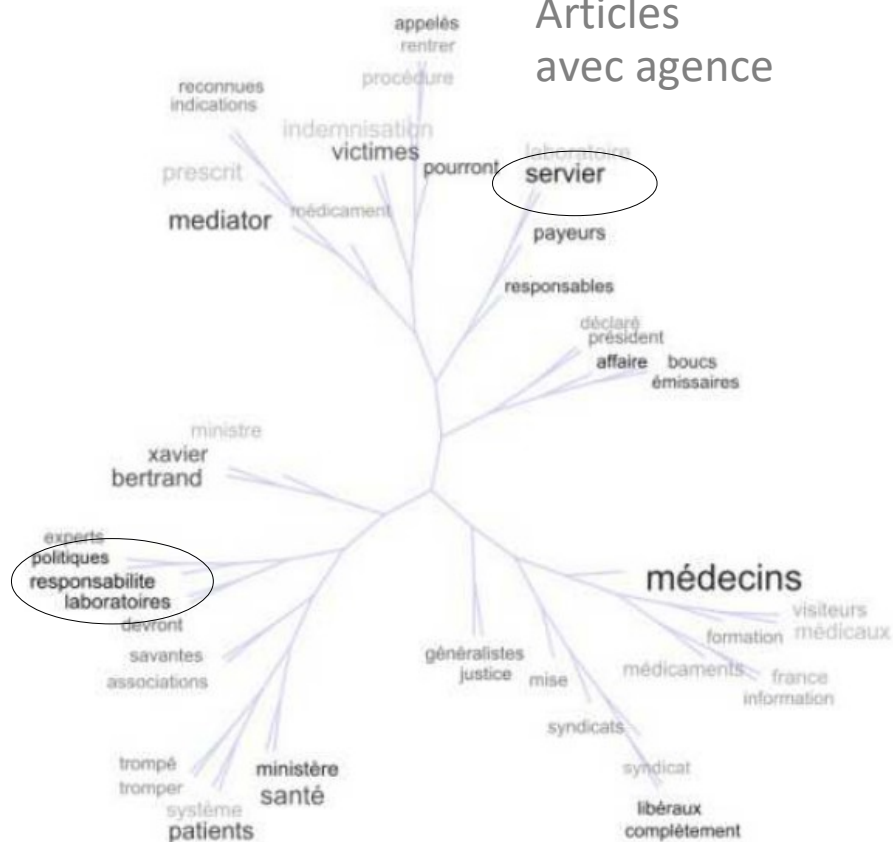 Articles
avec agence
appelés
rentrer
procédure
reconnues
indications
indemnisation
victimes
prescrit
pourront
laboratoire
servier
mediator
médicament
payeurs
responsables
déclaré
président
affaire
boucs
émissaires
ministre
xavier
bertrand
experts
politiques
responsabilite
laboratoires
devront
savantes
associations
trompé
tromper
système
patients
ministère
santé
généralistes
justice
mise
médecins
visiteurs
médicaux
formation
médicaments
france
information
syndicats
syndicat
libéraux
complètement